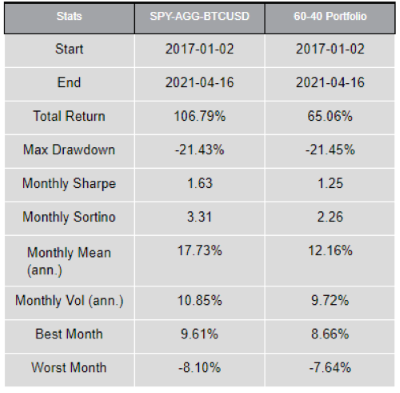 Stats SPY-AGG-BTCUSD 60-40 Portfolio
Start 2017-01-02 2017-01-02
End 2021-04-16 2021-04-16
Total Return 106.79% 65.06%
Max Drawdown -21.43% -21.45%
Monthly Sharpe 1.63 1.25
Monthly Sortino 3.31 2.26
Monthly Mean (ann.) 17.73% 12.16%
Monthly Vol (ann.) 10.85% 9.72%
Best Month 9.61% 8.66%
Worst Month -8.10% -7.64%